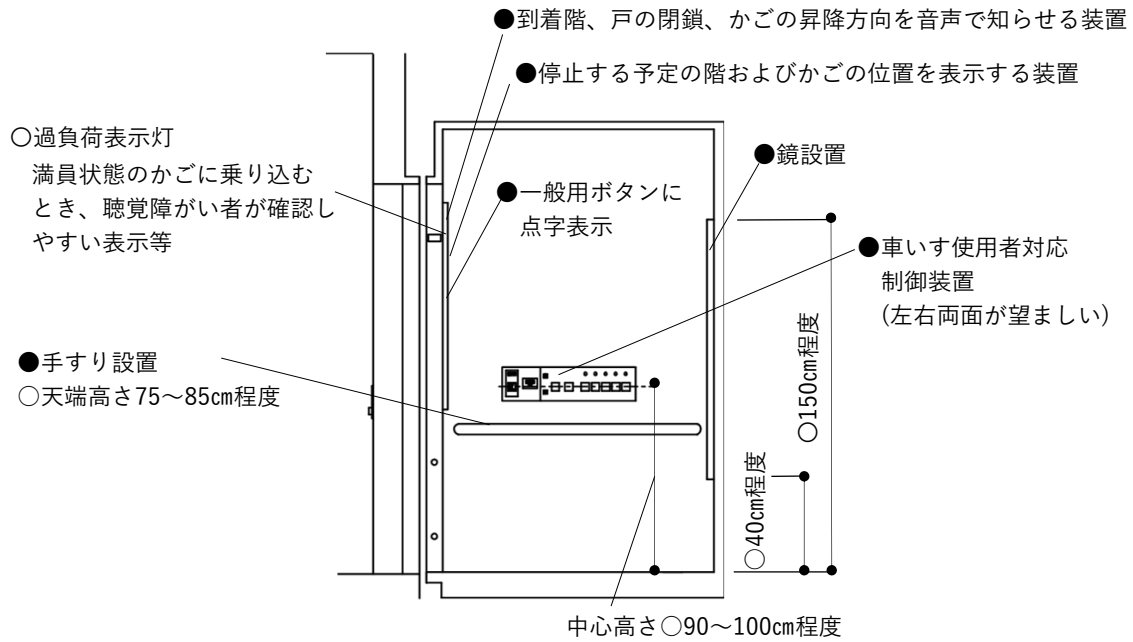 ●到着階、戸の閉鎖、かごの昇降方向を音声で知らせる装置
●停止する予定の階およびかごの位置を表示する装置
○過負荷表示灯
満員状態のかごに乗り込む
とき、聴覚障がい者が確認し
やすい表示等
●鏡設置
●一般用ボタンに
点字表示
●車いす使用者対応
制御装置
(左右両面が望ましい)
●手すり設置
○天端高さ75～85㎝程度
○150㎝程度
○40㎝程度
中心高さ○90～100㎝程度